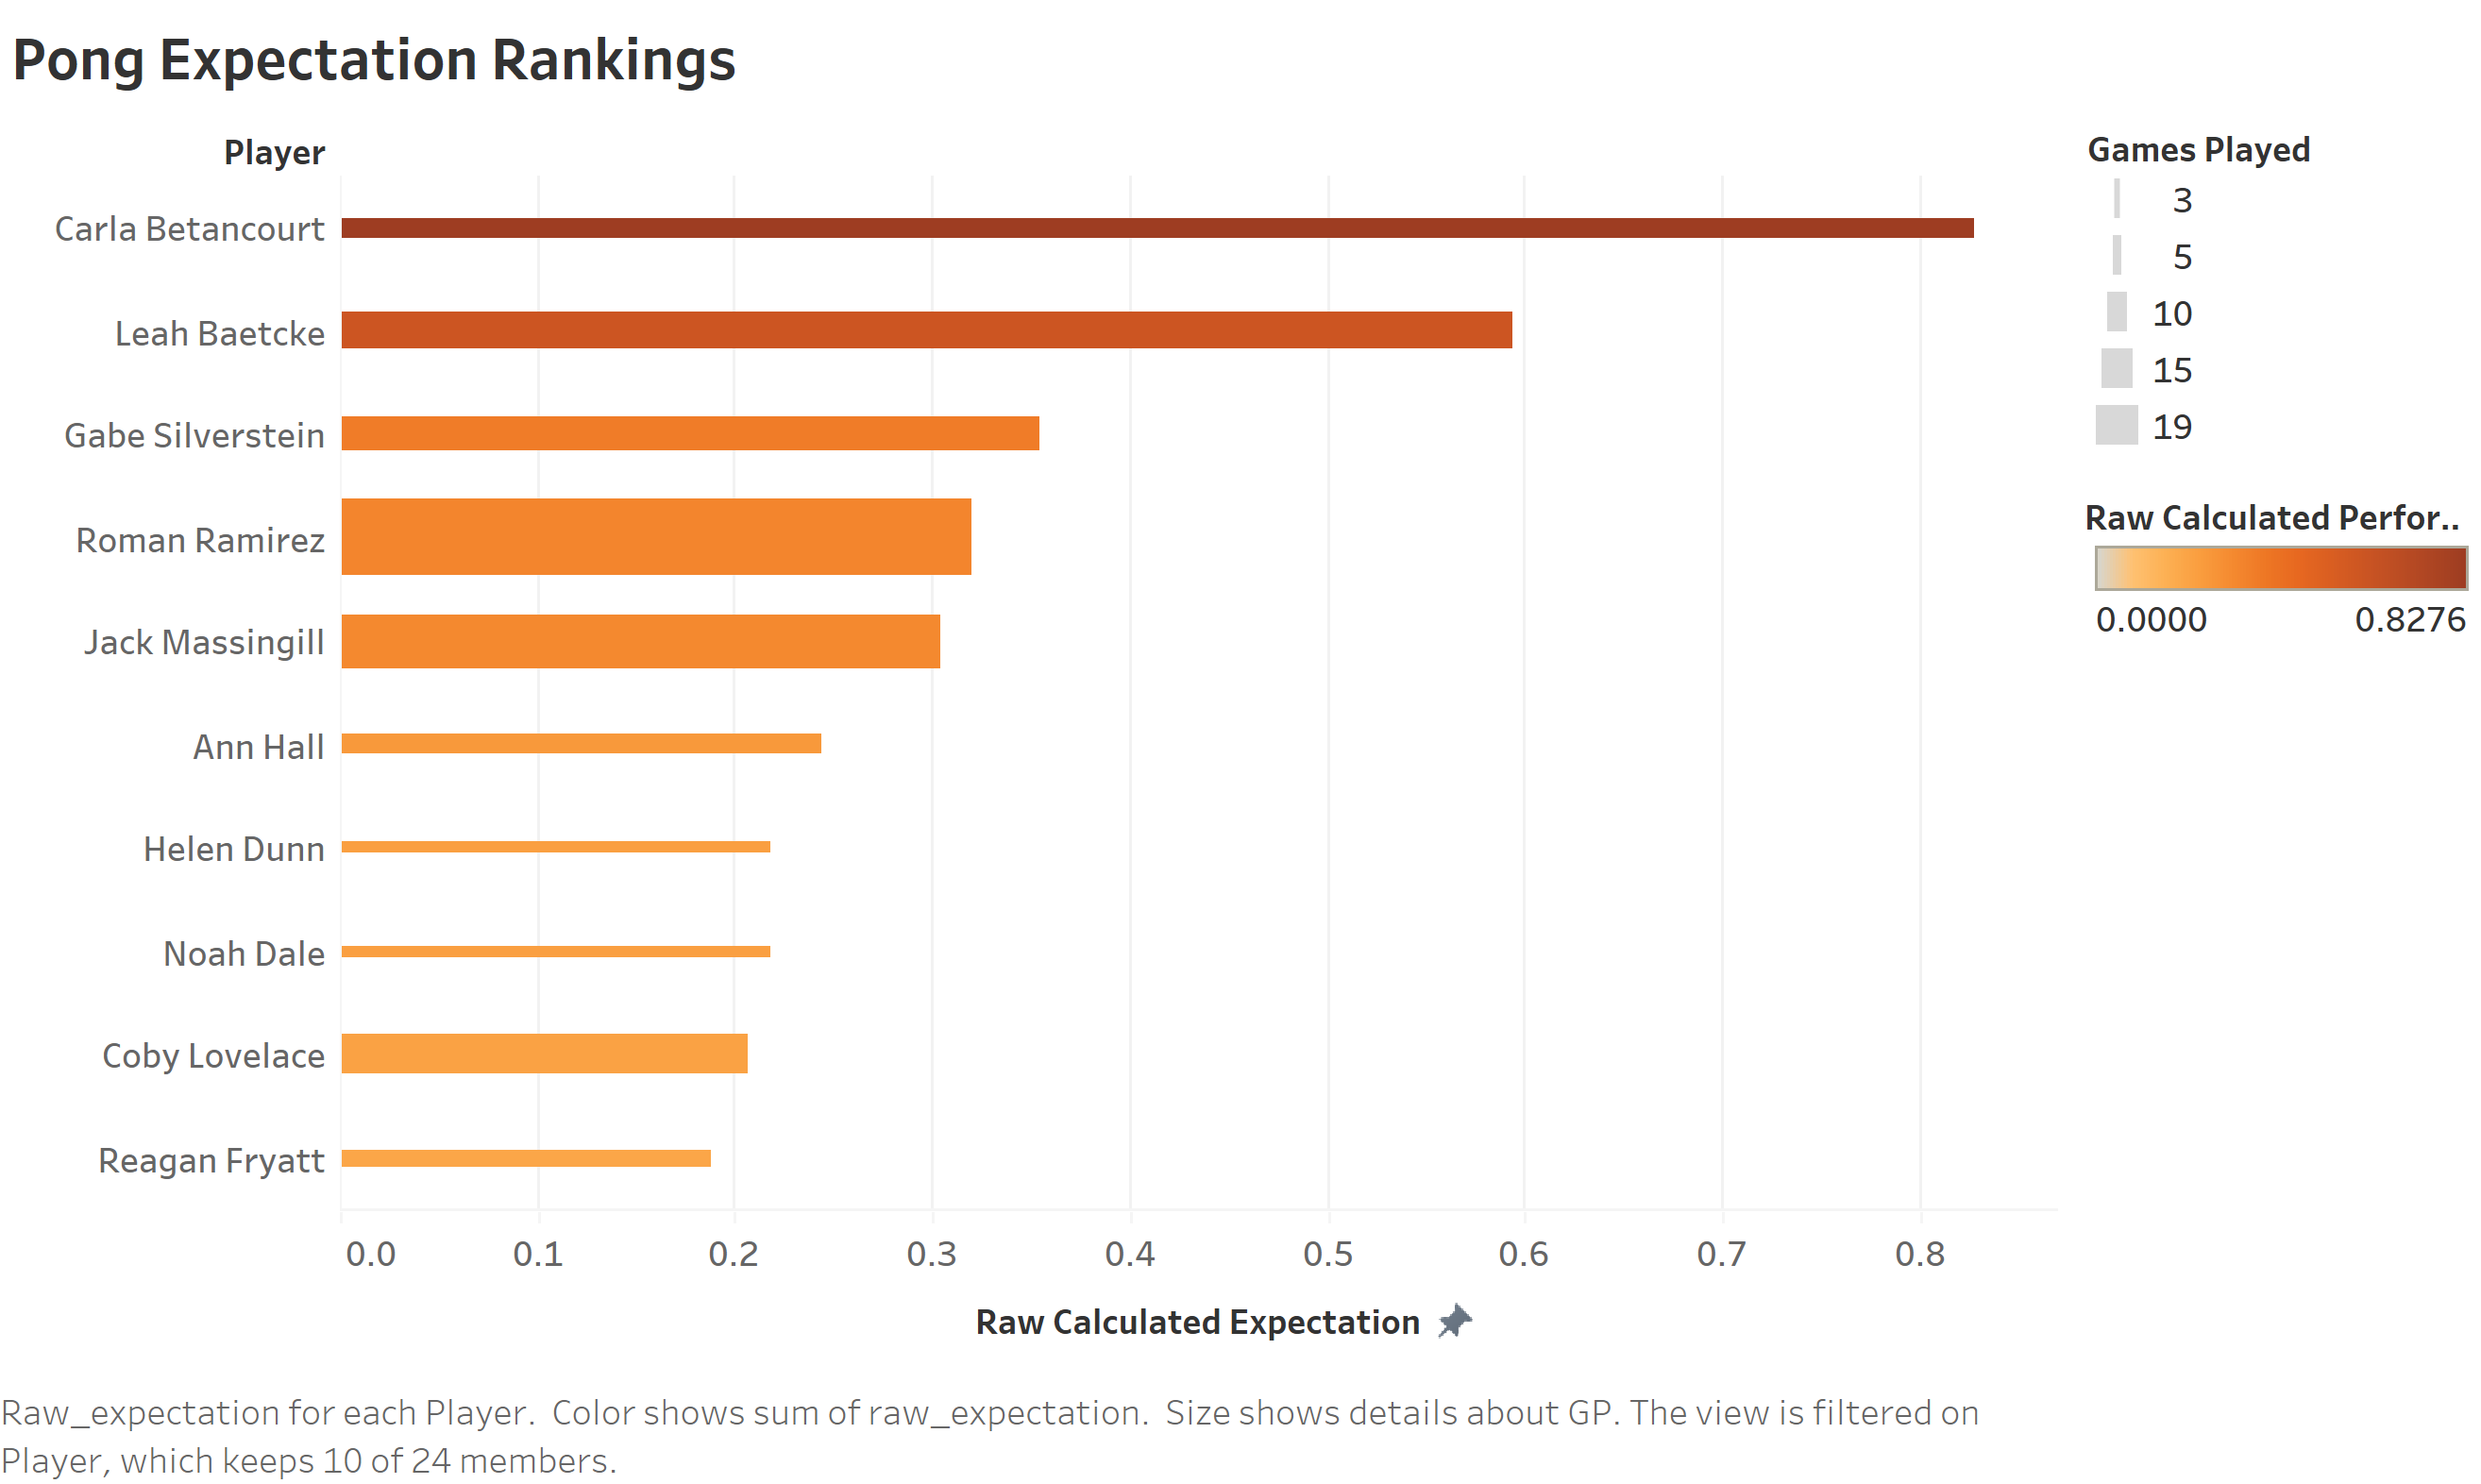 Pong Expectation Rankings
Player
Carla Betancourt
Leah Baetcke
Gabe Silverstein
Roman Ramirez
Jack Massingill
Ann Hall
Helen Dunn
Noah Dale
Coby Lovelace
Reagan Fryatt
0.0 0.1 0.2 0.3 0.4 0.5 0.6 0.7 0.8
Raw Calculated Expectation
Games Played
3
5
10
15
19
Raw Calculated Perfor..
0.0000 0.8276
Raw_expectation for each Player.  Color shows sum of raw_expectation.  Size shows details about GP. The view is filtered on
Player, which keeps 10 of 24 members.